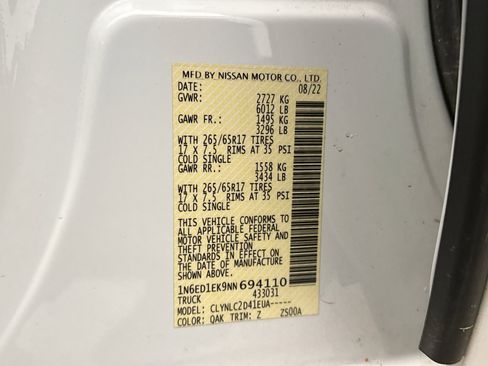 MFD BY NISSAN MOTOR CO., LTD.
DATE: 08/22
GVWR: 2727 KG
6012 LB
GAWR FR.: 1495 KG
3296 LB
WITH 265/65R17 TIRES
17 X 7.5 RIMS AT 35 PSI
COLD SINGLE
GAWR RR.: 1558 KG
3434 LB
WITH 265/65R17 TIRES
17 X 7.5 RIMS AT 35 PSI
COLD SINGLE
THIS VEHICLE CONFORMS TO
ALL APPLICABLE FEDERAL
MOTOR VEHICLE SAFETY AND
THEFT PREVENTION
STANDARDS IN EFFECT ON
THE DATE OF MANUFACTURE
SHOWN ABOVE.
1N6ED1EK9NN694110
TRUCK 433031
MODEL: CLYNLC2D41EUA-----
COLOR: QAK TRIM: Z ZS00A